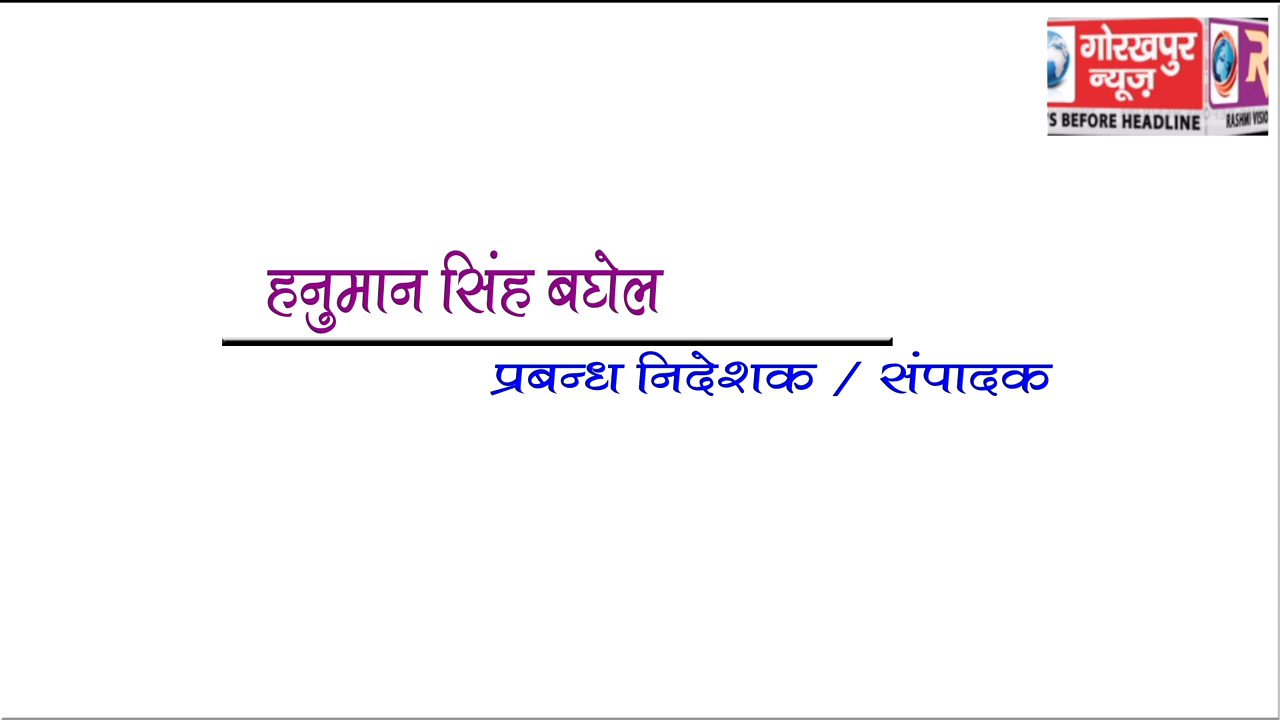 गोरखपुर
न्यूज़
'S BEFORE HEADLINE
RASHMI VISIO
हनुमान सिंह बघेल
प्रबन्ध निदेशक / संपादक